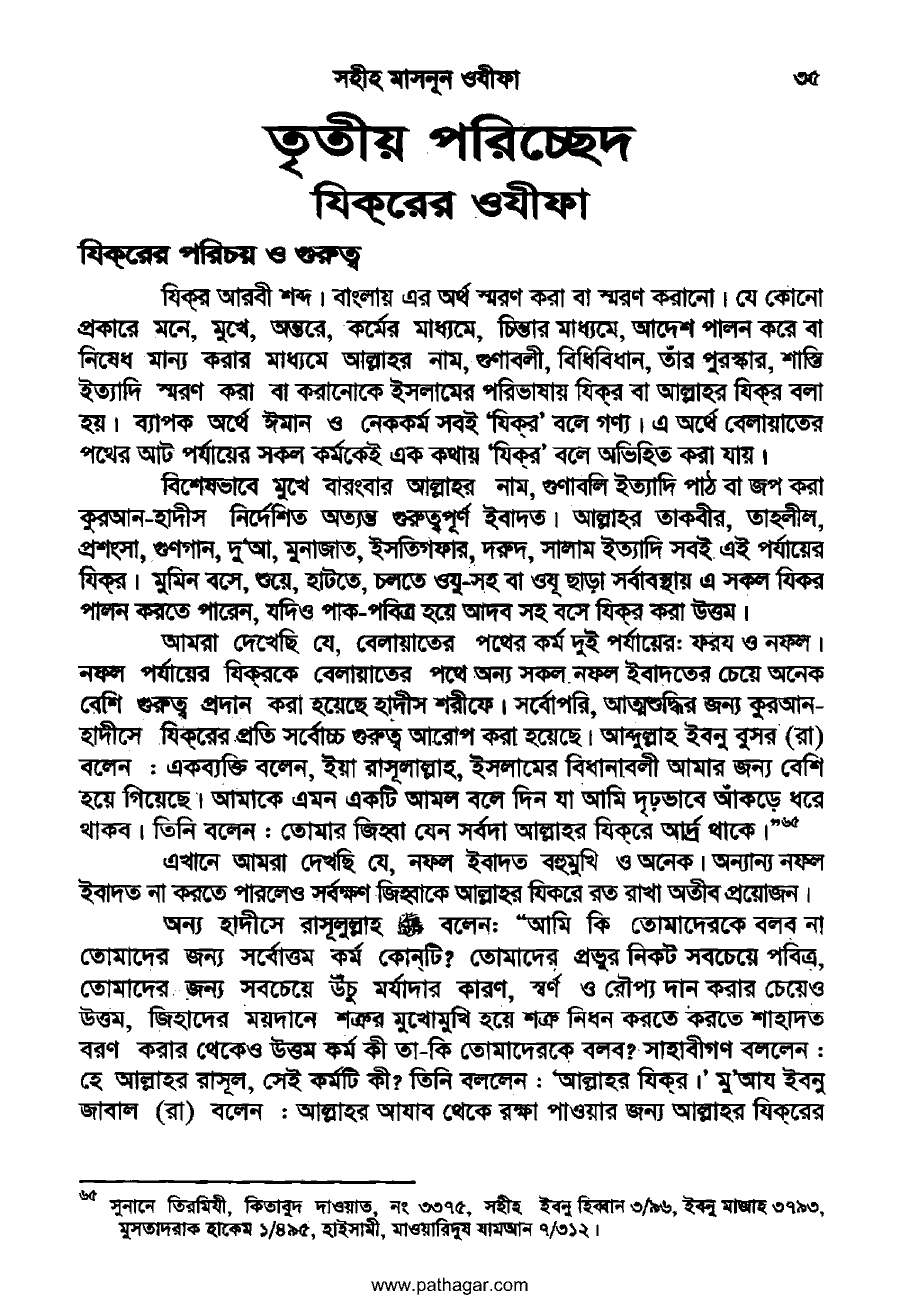 সহীহ মাসনূন ওযীফা ৩৫
তৃতীয় পরিচ্ছেদ
যিক্‌রের ওযীফা
যিক্‌রের পরিচয় ও গুরুত্ব
যিক্‌র আরবী শব্দ। বাংলায় এর অর্থ স্মরণ করা বা স্মরণ করানো। যে কোনো
প্রকারে মনে, মুখে, অন্তরে, কর্মের মাধ্যমে, চিন্তার মাধ্যমে, আদেশ পালন করে বা
নিষেধ মান্য করার মাধ্যমে আল্লাহর নাম, গুণাবলী, বিধিবিধান, তাঁর পুরস্কার, শাস্তি
ইত্যাদি স্মরণ করা বা করানোকে ইসলামের পরিভাষায় যিক্‌র বা আল্লাহর যিক্‌র বলা
হয়। ব্যাপক অর্থে ঈমান ও নেককর্ম সবই ‘যিক্‌র’ বলে গণ্য। এ অর্থে বেলায়াতের
পথের আট পর্যায়ের সকল কর্মকেই এক কথায় ‘যিক্‌র’ বলে অভিহিত করা যায়।
বিশেষভাবে মুখে বারংবার আল্লাহর নাম, গুণাবলি ইত্যাদি পাঠ বা জপ করা
কুরআন-হাদীস নির্দেশিত অত্যন্ত গুরুত্বপূর্ণ ইবাদত। আল্লাহর তাকবীর, তাহলীল,
প্রশংসা, গুণগান, দু‘আ, মুনাজাত, ইসতিগফার, দরুদ, সালাম ইত্যাদি সবই এই পর্যায়ের
যিক্‌র। মুমিন বসে, শুয়ে, হাটতে, চলতে ওযু-সহ বা ওযূ ছাড়া সর্বাবস্থায় এ সকল যিকর
পালন করতে পারেন, যদিও পাক-পবিত্র হয়ে আদব সহ বসে যিক্‌র করা উত্তম।
আমরা দেখেছি যে, বেলায়াতের পথের কর্ম দুই পর্যায়ের: ফরয ও নফল।
নফল পর্যায়ের যিক্‌রকে বেলায়াতের পথে অন্য সকল নফল ইবাদতের চেয়ে অনেক
বেশি গুরুত্ব প্রদান করা হয়েছে হাদীস শরীফে। সর্বোপরি, আত্মশুদ্ধির জন্য কুরআন-
হাদীসে যিক্‌রের প্রতি সর্বোচ্চ গুরুত্ব আরোপ করা হয়েছে। আব্দুল্লাহ ইবনু বুসর (রা)
বলেন : একব্যক্তি বলেন, ইয়া রাসূলাল্লাহ, ইসলামের বিধানাবলী আমার জন্য বেশি
হয়ে গিয়েছে। আমাকে এমন একটি আমল বলে দিন যা আমি দৃঢ়ভাবে আঁকড়ে ধরে
থাকব। তিনি বলেন : তোমার জিহ্বা যেন সর্বদা আল্লাহর যিক্‌রে আর্দ্র থাকে।”৬৫
এখানে আমরা দেখছি যে, নফল ইবাদত বহুমুখি ও অনেক। অন্যান্য নফল
ইবাদত না করতে পারলেও সর্বক্ষণ জিহ্বাকে আল্লাহর যিকরে রত রাখা অতীব প্রয়োজন।
অন্য হাদীসে রাসূলুল্লাহ ﷺ বলেন: “আমি কি তোমাদেরকে বলব না
তোমাদের জন্য সর্বোত্তম কর্ম কোন্‌টি? তোমাদের প্রভুর নিকট সবচেয়ে পবিত্র,
তোমাদের জন্য সবচেয়ে উঁচু মর্যাদার কারণ, স্বর্ণ ও রৌপ্য দান করার চেয়েও
উত্তম, জিহাদের ময়দানে শত্রুর মুখোমুখি হয়ে শত্রু নিধন করতে করতে শাহাদত
বরণ করার থেকেও উত্তম কর্ম কী তা-কি তোমাদেরকে বলব? সাহাবীগণ বললেন :
হে আল্লাহর রাসূল, সেই কর্মটি কী? তিনি বললেন : ‘আল্লাহর যিক্‌র।’ মু‘আয ইবনু
জাবাল (রা) বলেন : আল্লাহর আযাব থেকে রক্ষা পাওয়ার জন্য আল্লাহর যিক্‌রের
৬৫ সুনানে তিরমিযী, কিতাবুদ দাওয়াত, নং ৩৩৭৫, সহীহ ইবনু হিব্বান ৩/৯৬, ইবনু মাজাহ ৩৭৯৩,
মুসতাদরাক হাকেম ১/৪৯৫, হাইসামী, মাওয়ারিদুয যামআন ৭/৩১২।
www.pathagar.com